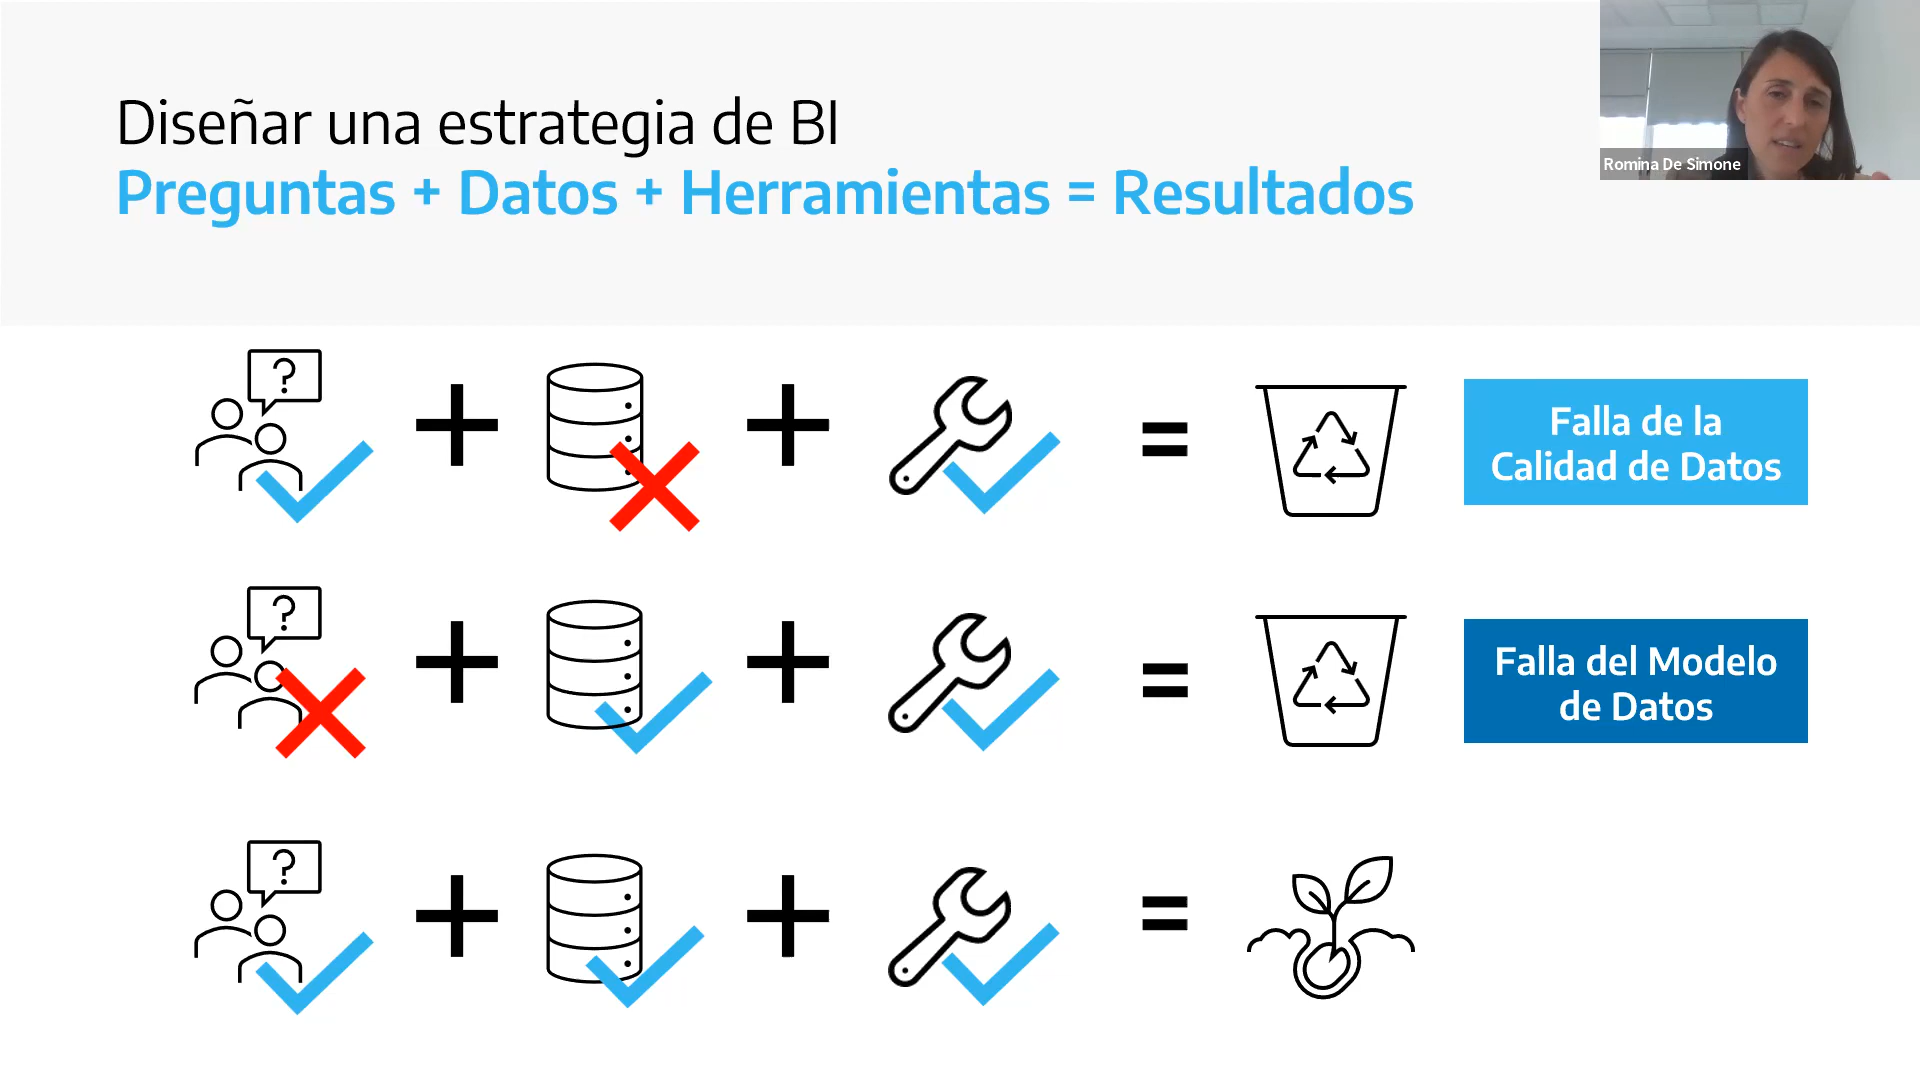 Diseñar una estrategia de BI
Preguntas + Datos + Herramientas = Resultados
Romina De Simone
?
+
+
=
Falla de la
Calidad de Datos
?
+
+
=
Falla del Modelo
de Datos
?
+
+
=